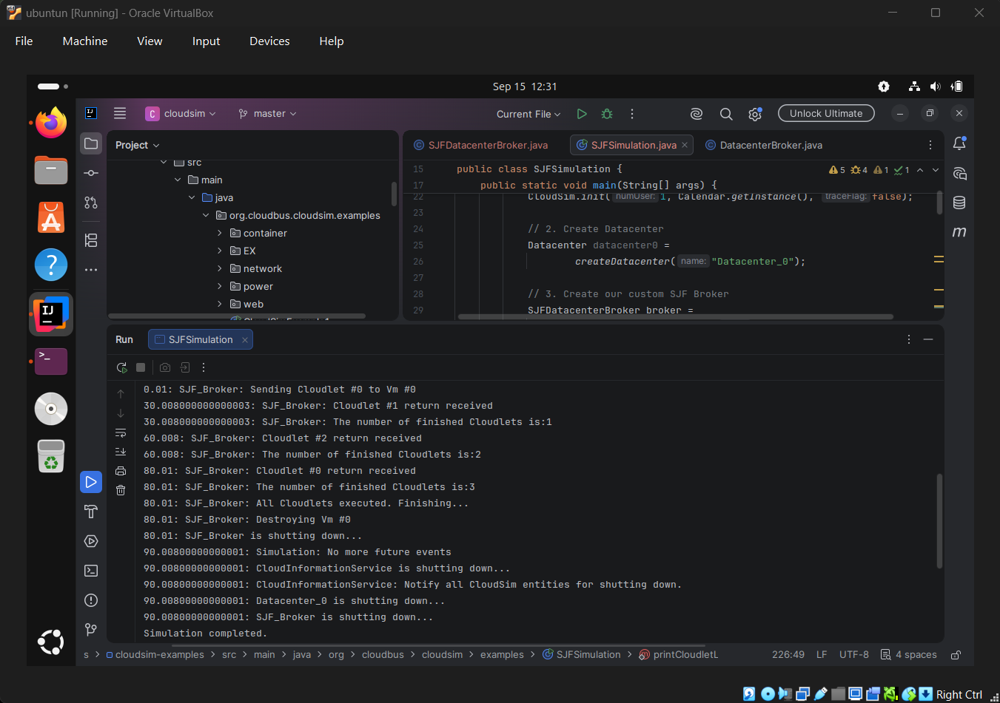 ubuntun [Running] - Oracle VirtualBox
File Machine View Input Devices Help
Sep 15 12:31
C cloudsim master Current File Unlock Ultimate
Project
src
main
java
org.cloudbus.cloudsim.examples
container
EX
network
power
web
SJFDatacenterBroker.java SJFSimulation.java DatacenterBroker.java
15 public class SJFSimulation { 5 4 1 1
17 public static void main(String[] args) {
22 CloudSim.init( numUser: 1, Calendar.getInstance(), traceFlag: false);
23
24 // 2. Create Datacenter
25 Datacenter datacenter0 =
26 createDatacenter( name: "Datacenter_0");
27
28 // 3. Create our custom SJF Broker
29 SJFDatacenterBroker broker =
Run SJFSimulation
0.01: SJF_Broker: Sending Cloudlet #0 to Vm #0
30.008000000000003: SJF_Broker: Cloudlet #1 return received
30.008000000000003: SJF_Broker: The number of finished Cloudlets is:1
60.008: SJF_Broker: Cloudlet #2 return received
60.008: SJF_Broker: The number of finished Cloudlets is:2
80.01: SJF_Broker: Cloudlet #0 return received
80.01: SJF_Broker: The number of finished Cloudlets is:3
80.01: SJF_Broker: All Cloudlets executed. Finishing...
80.01: SJF_Broker: Destroying Vm #0
80.01: SJF_Broker is shutting down...
90.00800000000001: Simulation: No more future events
90.00800000000001: CloudInformationService is shutting down...
90.00800000000001: CloudInformationService: Notify all CloudSim entities for shutting down.
90.00800000000001: Datacenter_0 is shutting down...
90.00800000000001: SJF_Broker is shutting down...
Simulation completed.
s > cloudsim-examples > src > main > java > org > cloudbus > cloudsim > examples > SJFSimulation > printCloudletL 226:49 LF UTF-8 4 spaces
Right Ctrl